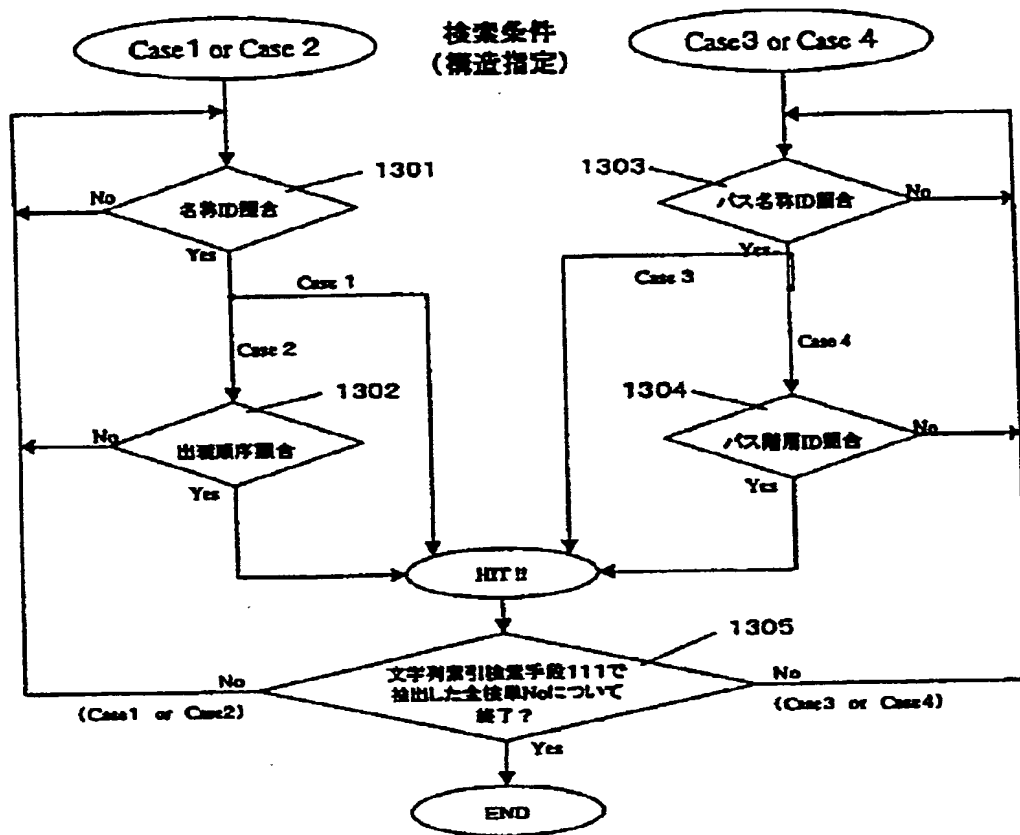 Case1 or Case 2
検索条件
(構造指定)
Case3 or Case 4
1301
1303
No
名称ID照合
パス名称ID照合
No
Yes
Yes
Case 1
Case 3
Case 2
Case 4
1302
1304
No
出現順序照合
パス階層ID照合
No
Yes
Yes
HIT !!
1305
文字列索引検索手段111で
抽出した全検単Noについて
終了?
No
(Case1 or Case2)
No
(Case3 or Case4)
Yes
END